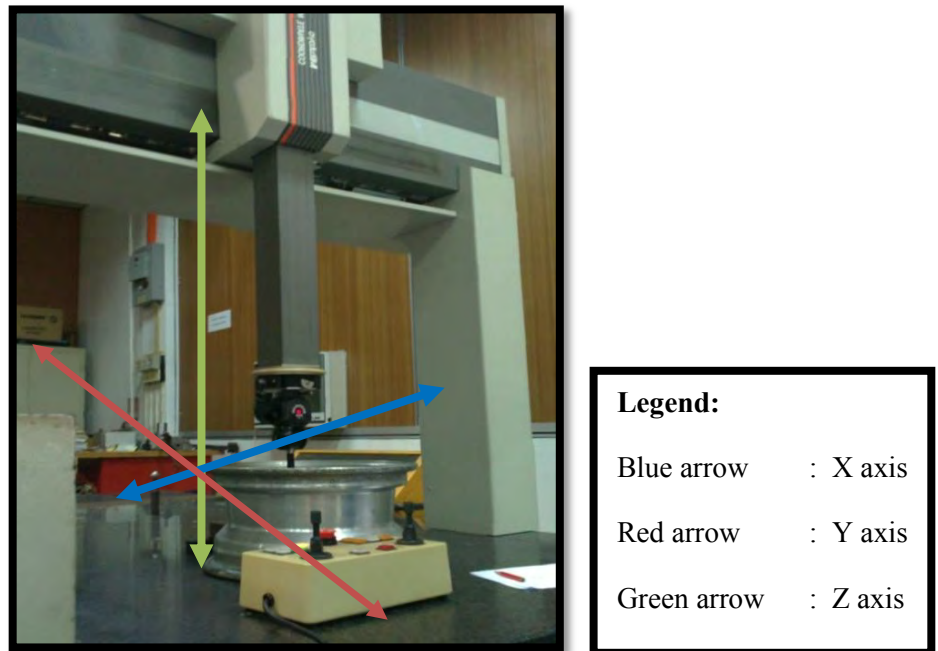 Legend:
Blue arrow : X axis
Red arrow : Y axis
Green arrow : Z axis